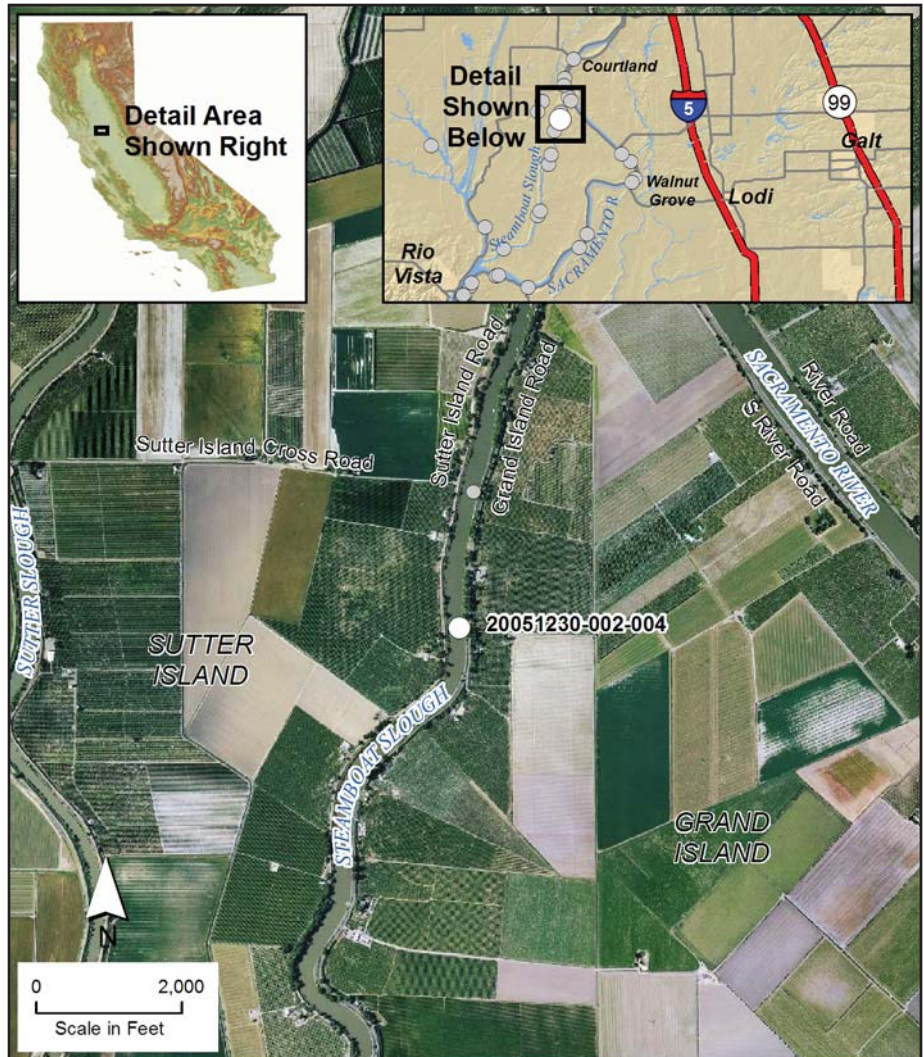 Detail Area
Shown Right
Detail
Shown
Below
Courtland
5
99
Galt
Steamboat Slough
Walnut
Grove
Lodi
SACRAMENTO R
Rio
Vista
Sutter Island Road
Grand Island Road
SACRAMENTO RIVER
River Road
S River Road
Sutter Island Cross Road
SUTTER SLOUGH
20051230-002-004
SUTTER
ISLAND
STEAMBOAT SLOUGH
GRAND
ISLAND
N
0 2,000
Scale in Feet